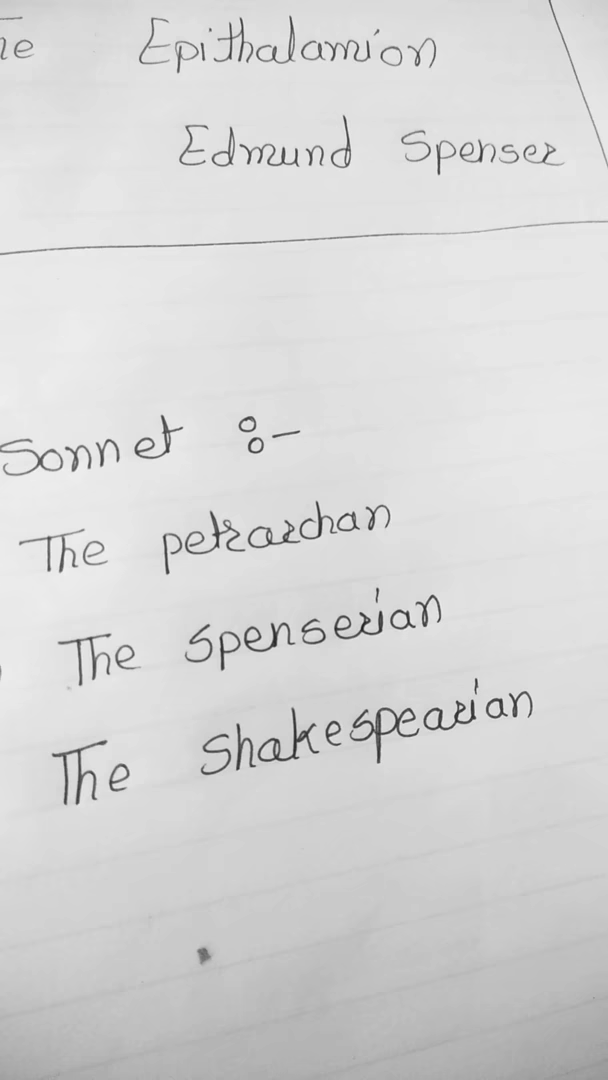 Epithalamion
Edmund Spenser
Sonnet :-
The petrarchan
The Spenserian
The Shakespearian